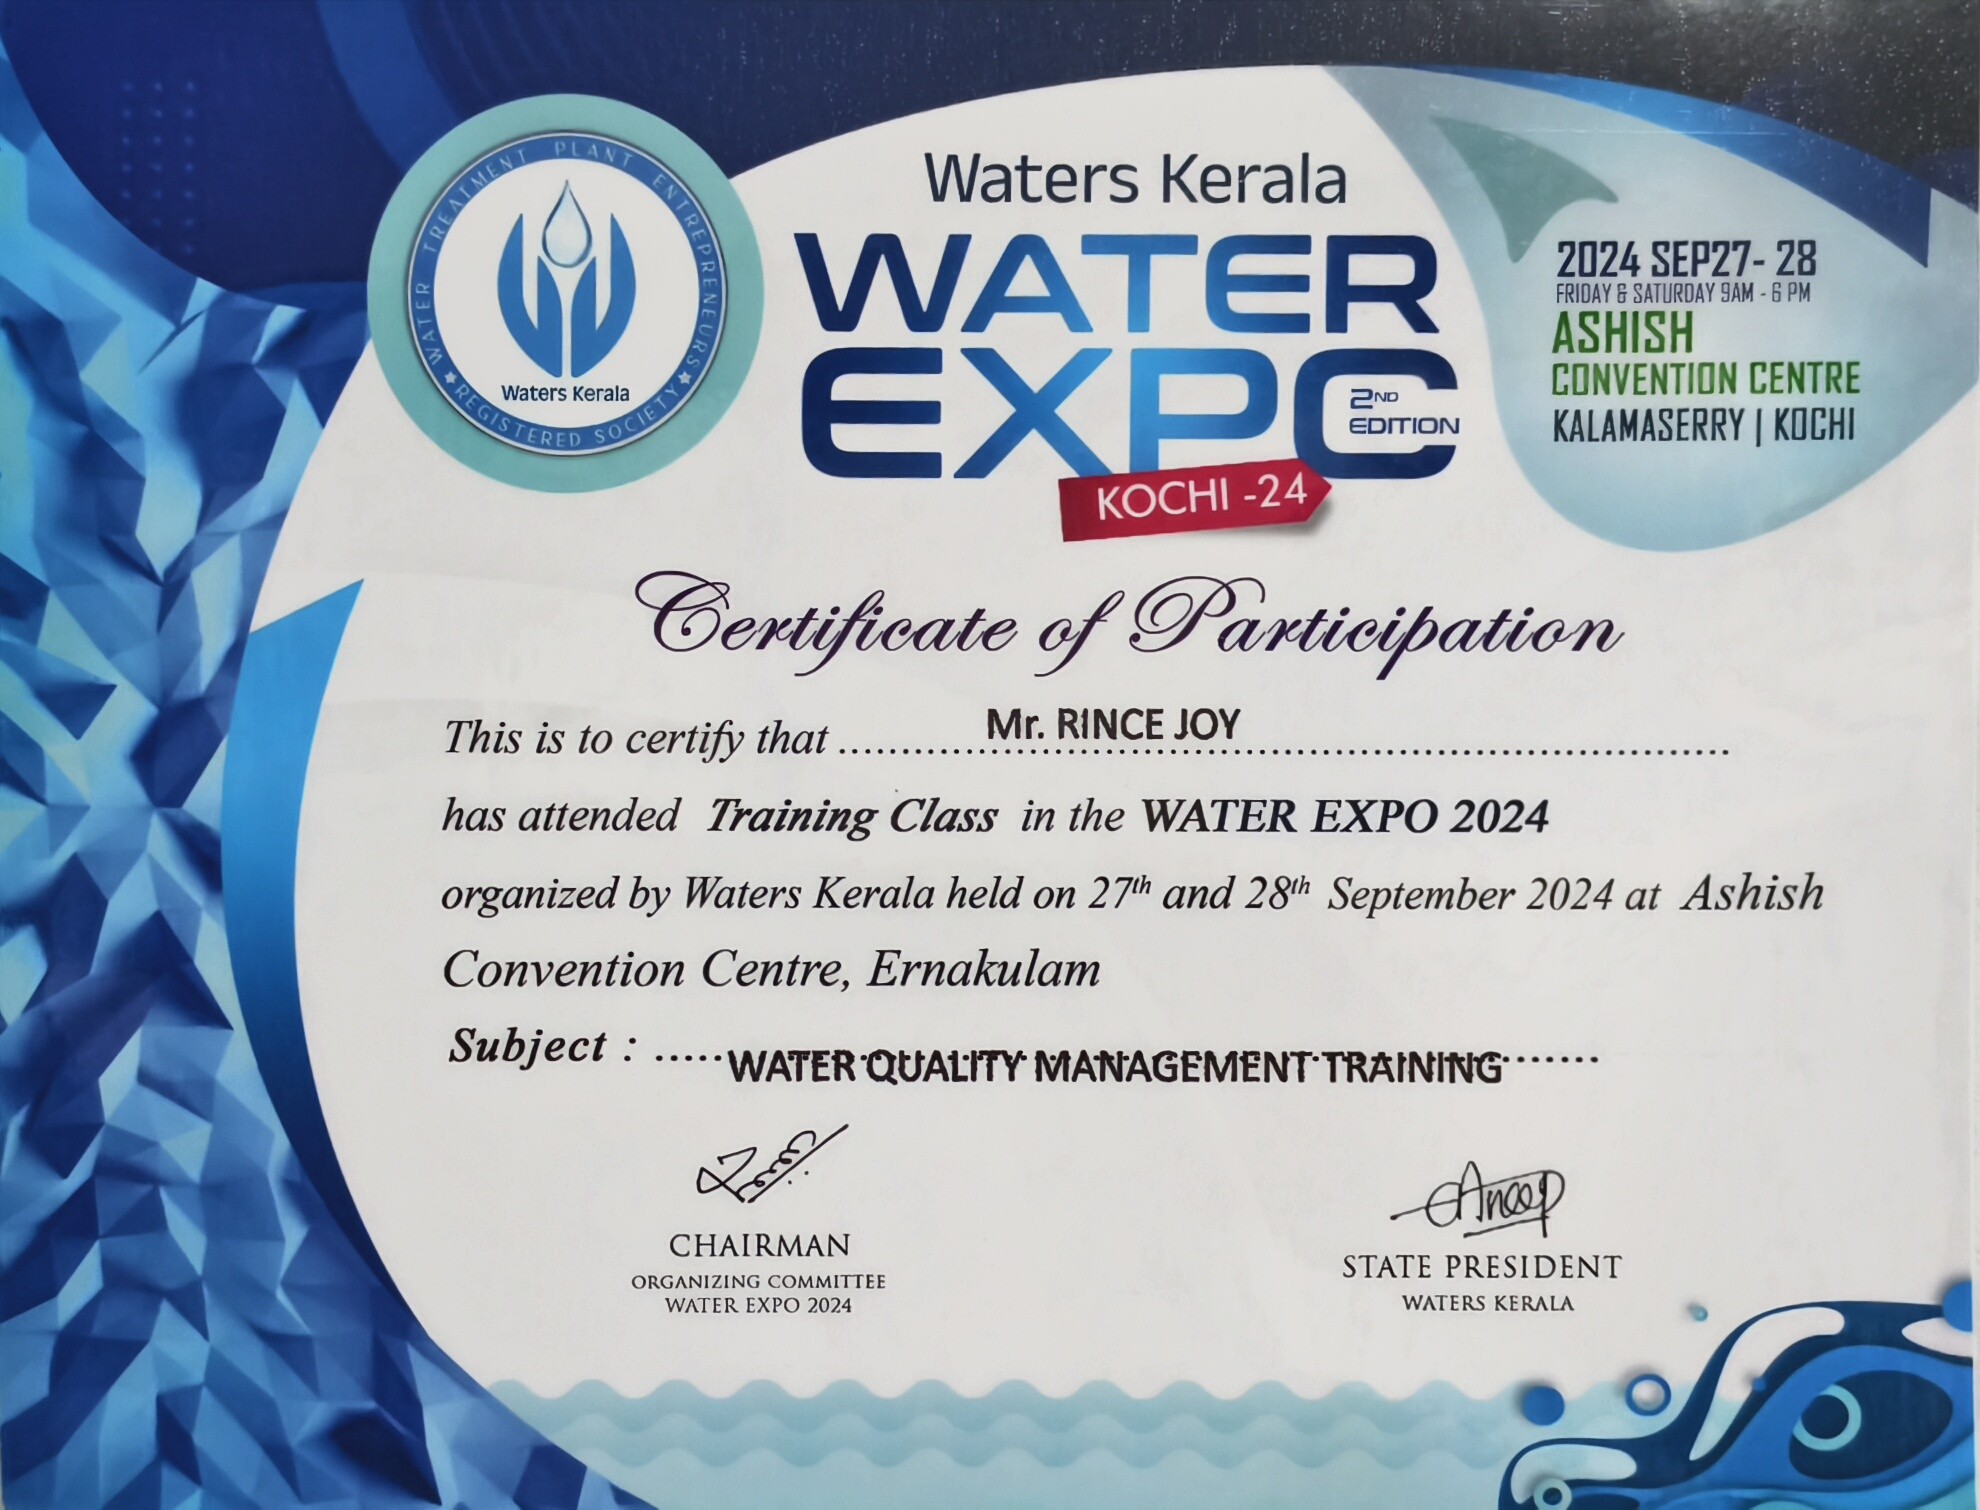 WATER TREATMENT PLANT ENTREPRENEURS
REGISTERED SOCIETY
Waters Kerala
Waters Kerala
WATER
EXPO
2ND
EDITION
KOCHI -24
2024 SEP27- 28
FRIDAY & SATURDAY 9AM - 6 PM
ASHISH
CONVENTION CENTRE
KALAMASERRY | KOCHI
Certificate of Participation
This is to certify that Mr. RINCE JOY
has attended Training Class in the WATER EXPO 2024
organized by Waters Kerala held on 27th and 28th September 2024 at Ashish
Convention Centre, Ernakulam
Subject : WATER QUALITY MANAGEMENT TRAINING
Anoop
CHAIRMAN
ORGANIZING COMMITTEE
WATER EXPO 2024
STATE PRESIDENT
WATERS KERALA